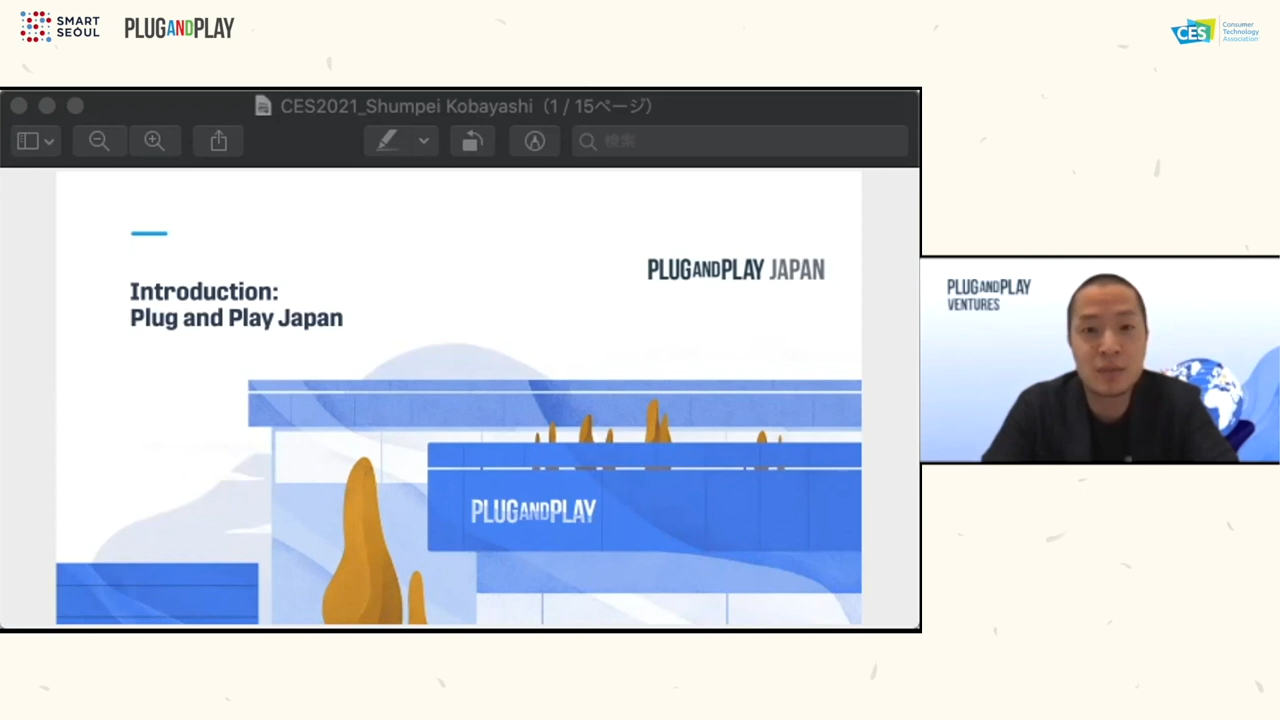 SMART
SEOUL
PLUGANDPLAY
CES
Consumer
Technology
Association
CES2021_Shumpei Kobayashi（1 / 15ページ）
検索
Introduction:
Plug and Play Japan
PLUGANDPLAY JAPAN
PLUGANDPLAY
PLUGANDPLAY
VENTURES